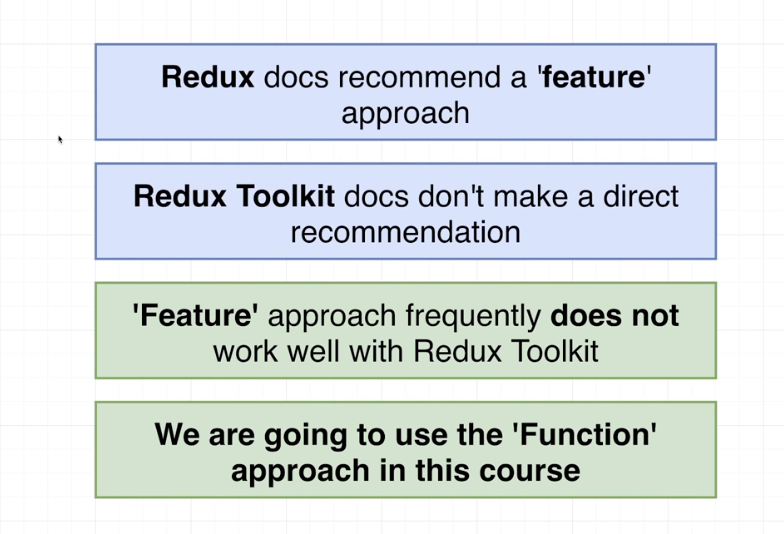 Redux docs recommend a 'feature'
approach
Redux Toolkit docs don't make a direct
recommendation
'Feature' approach frequently does not
work well with Redux Toolkit
We are going to use the 'Function'
approach in this course